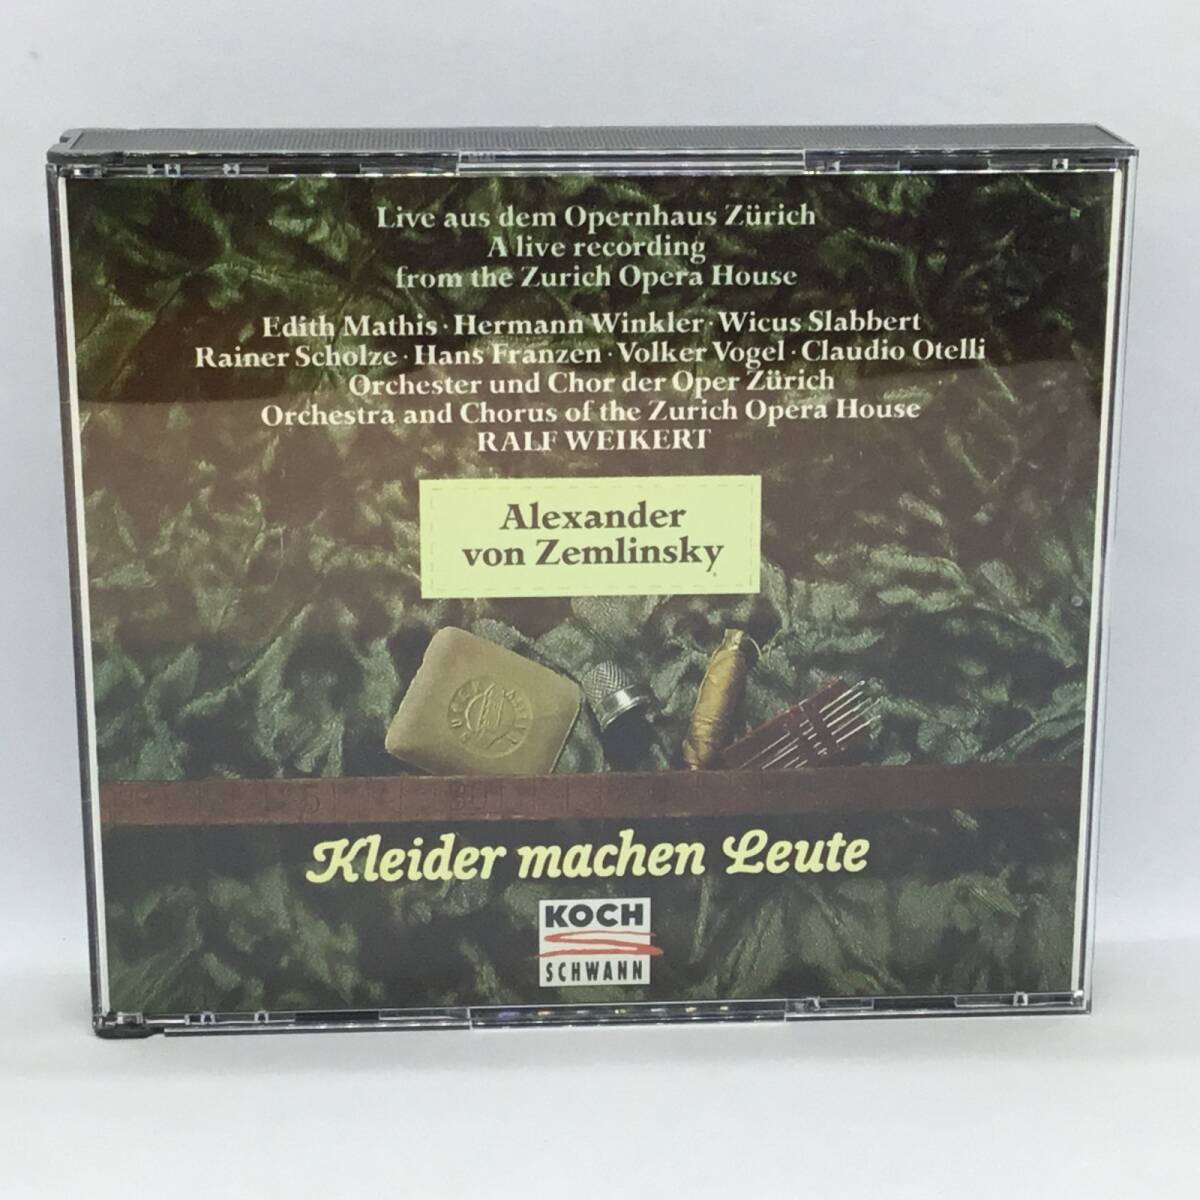 Live aus dem Opernhaus Zürich
A live recording
from the Zurich Opera House
Edith Mathis · Hermann Winkler · Wicus Slabbert
Rainer Scholze · Hans Franzen · Volker Vogel · Claudio Otelli
Orchester und Chor der Oper Zürich
Orchestra and Chorus of the Zurich Opera House
RALF WEIKERT
Alexander
von Zemlinsky
Kleider machen Leute
KOCH
SCHWANN